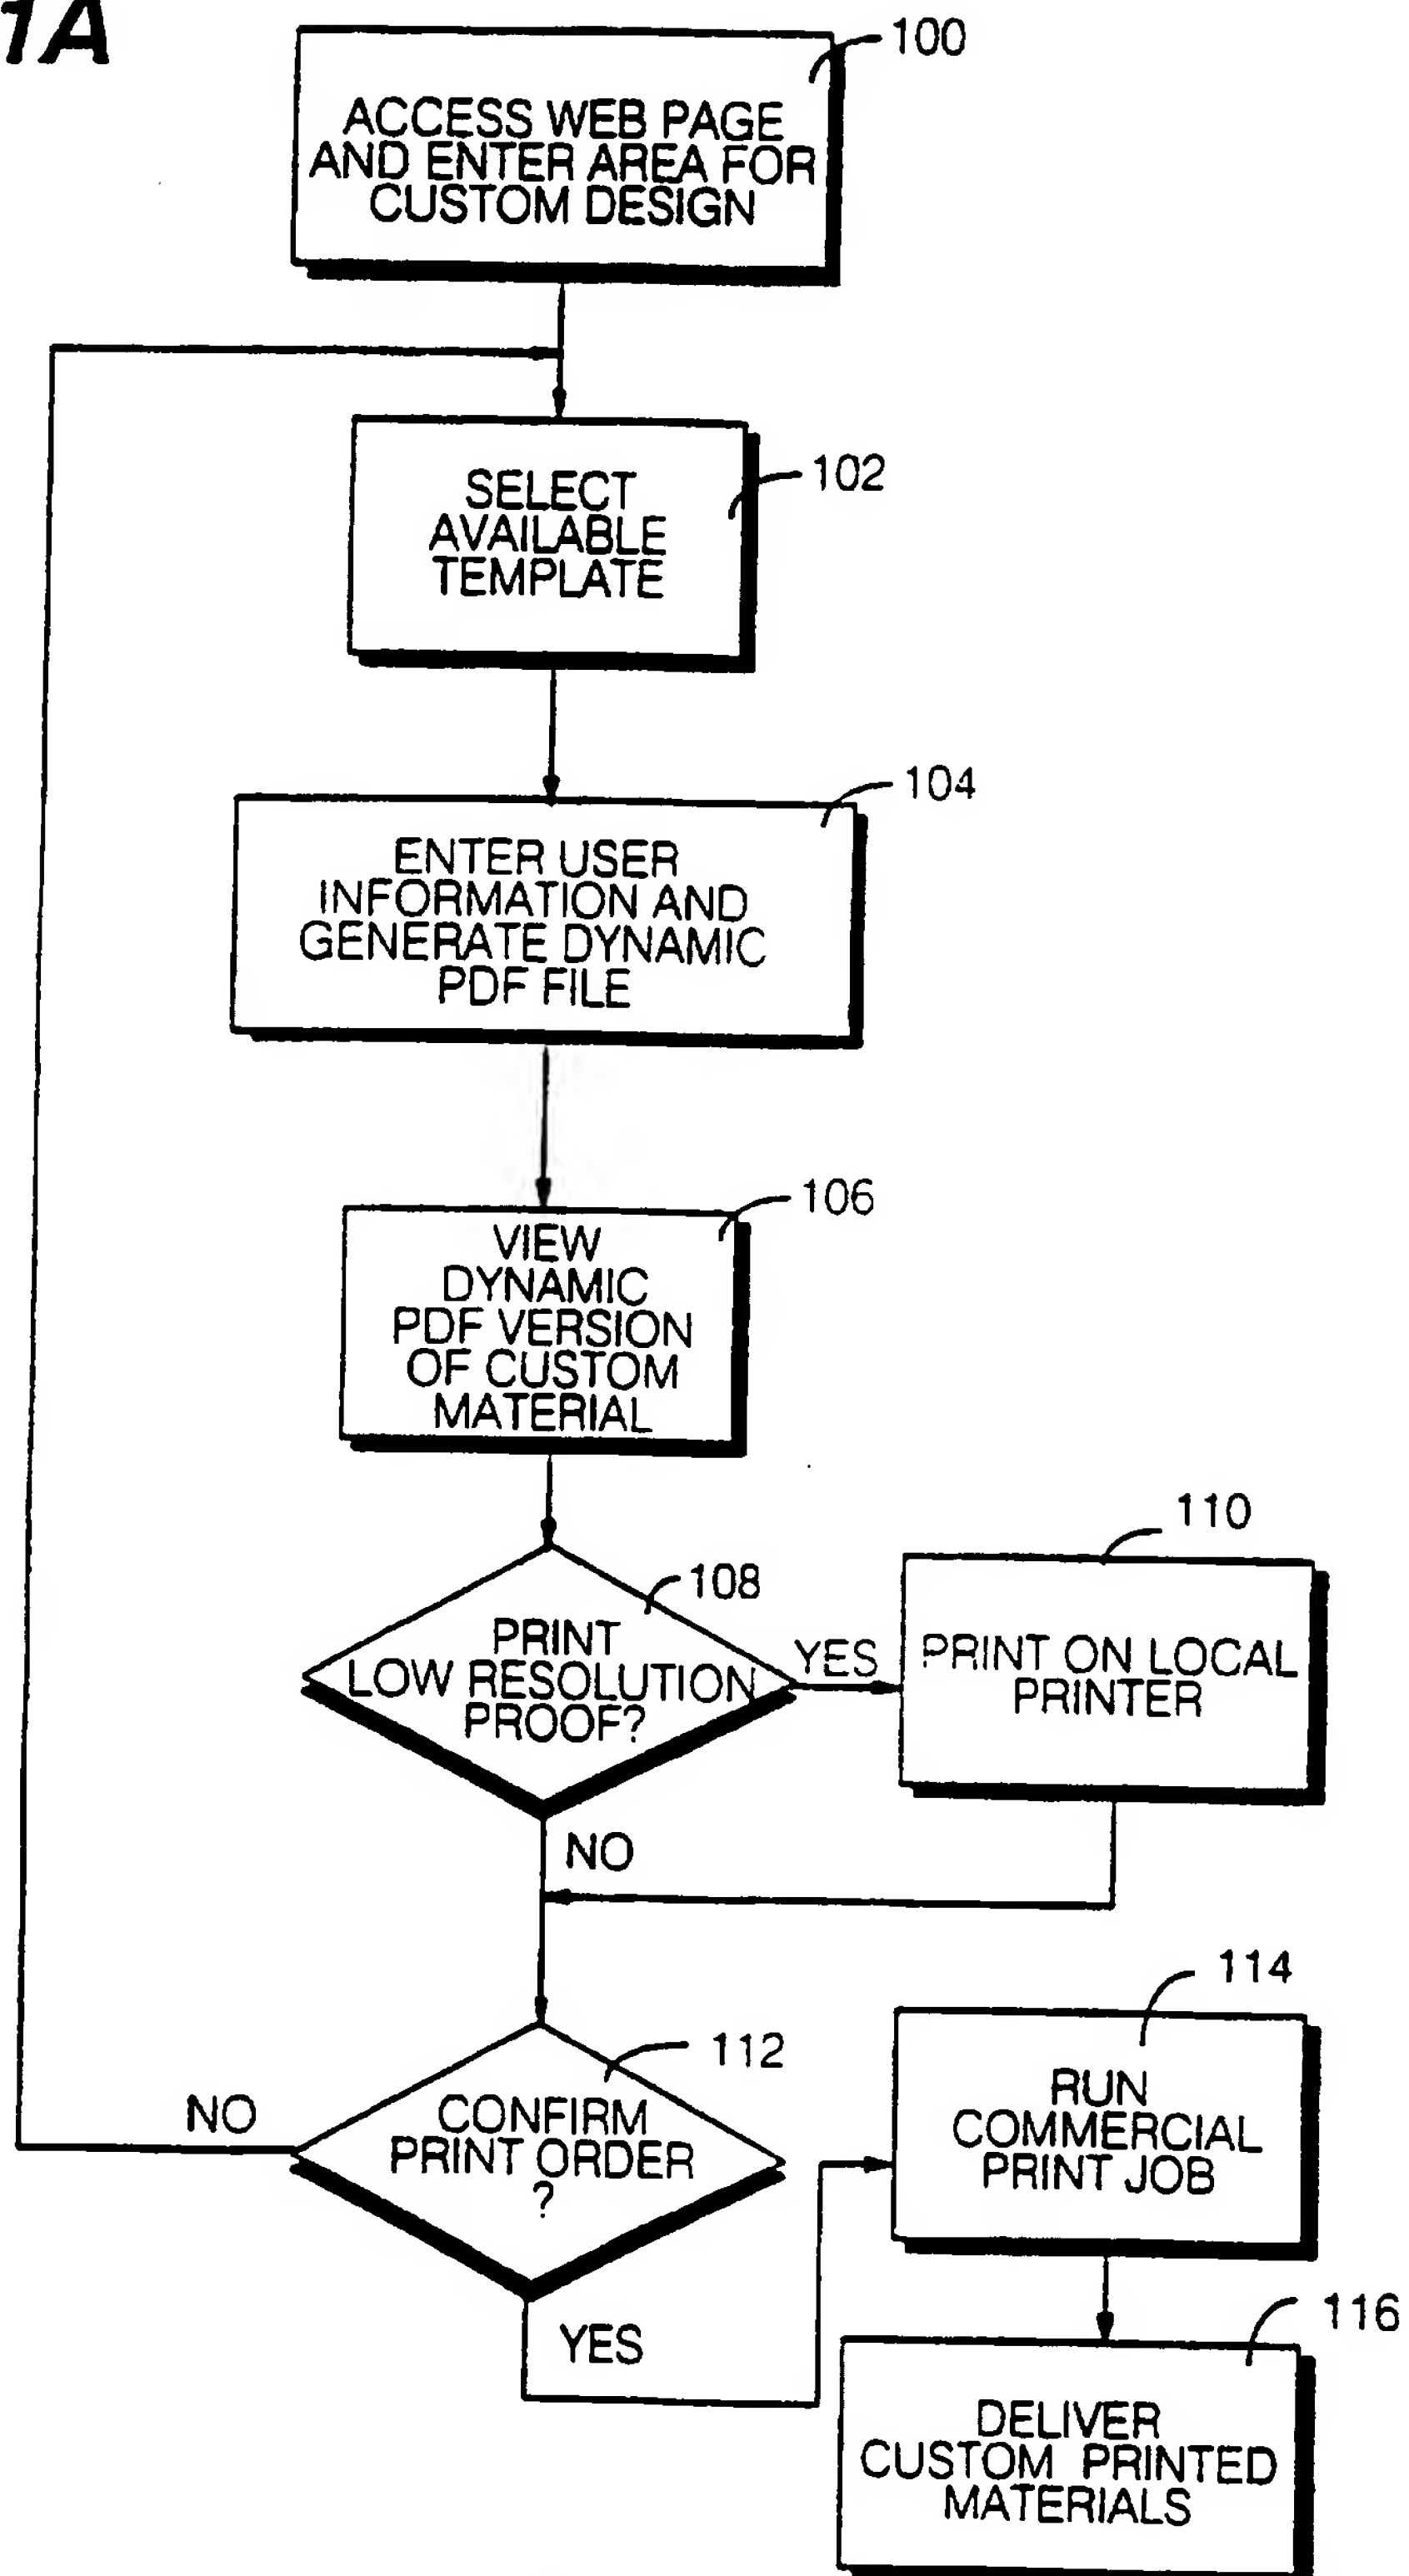 1A
100
ACCESS WEB PAGE
AND ENTER AREA FOR
CUSTOM DESIGN
102
SELECT
AVAILABLE
TEMPLATE
104
ENTER USER
INFORMATION AND
GENERATE DYNAMIC
PDF FILE
106
VIEW
DYNAMIC
PDF VERSION
OF CUSTOM
MATERIAL
108
PRINT
LOW RESOLUTION
PROOF?
YES
110
PRINT ON LOCAL
PRINTER
NO
112
CONFIRM
PRINT ORDER
?
NO
YES
114
RUN
COMMERCIAL
PRINT JOB
116
DELIVER
CUSTOM PRINTED
MATERIALS